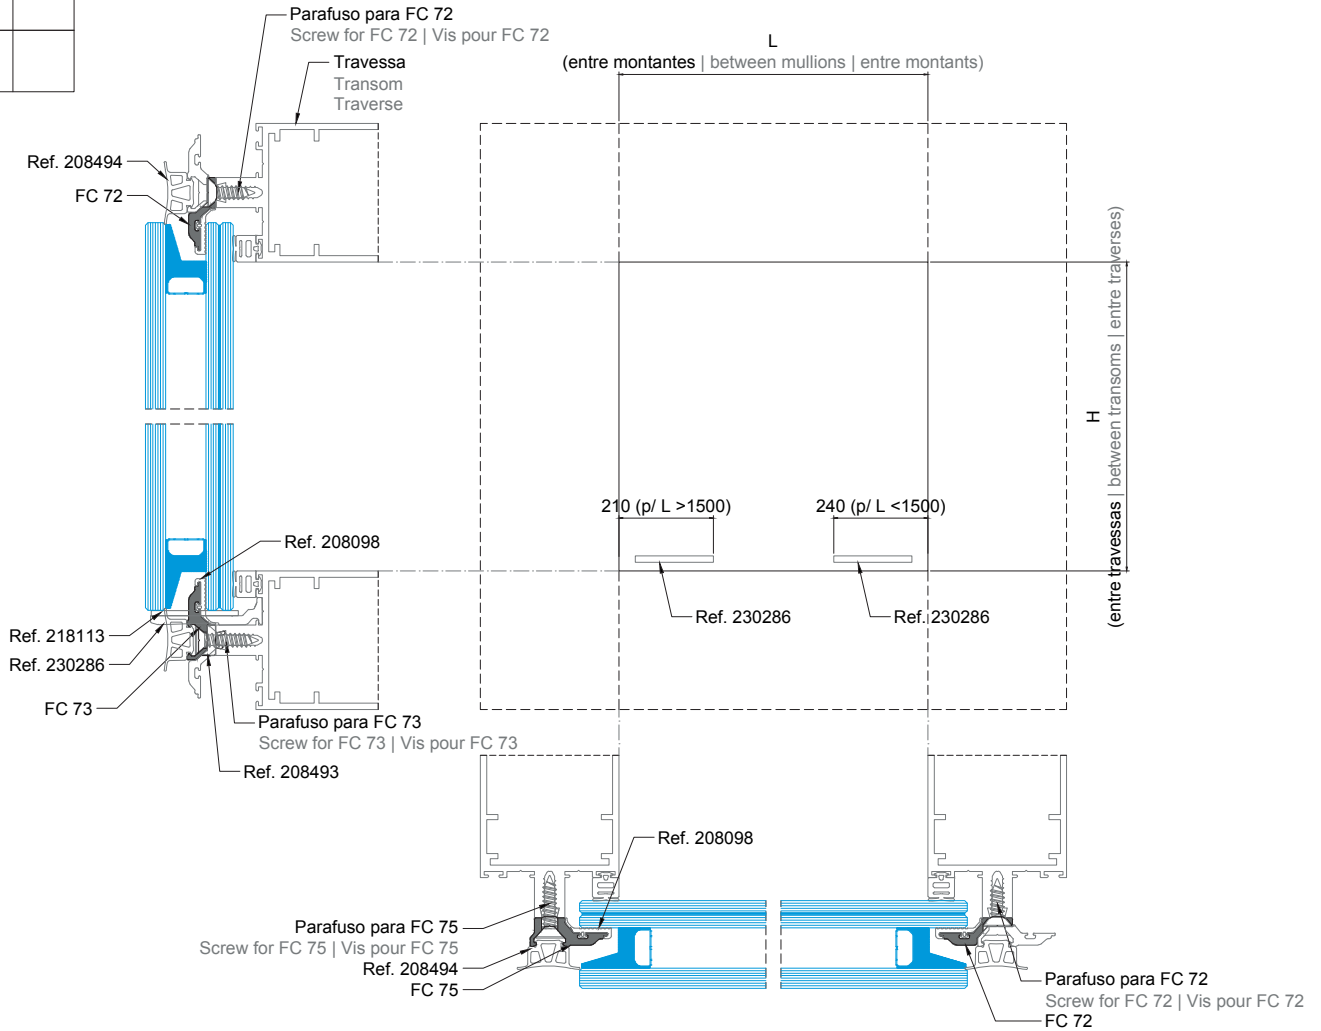 Parafuso para FC 72
Screw for FC 72 | Vis pour FC 72
Travessa
Transom
Traverse
L
(entre montantes | between mullions | entre montants)
Ref. 208494
FC 72
H
(entre travessas | between transoms | entre traverses)
210 (p/ L >1500)
240 (p/ L <1500)
Ref. 230286
Ref. 230286
Ref. 208098
Ref. 218113
Ref. 230286
FC 73
Parafuso para FC 73
Screw for FC 73 | Vis pour FC 73
Ref. 208493
Ref. 208098
Parafuso para FC 75
Screw for FC 75 | Vis pour FC 75
Ref. 208494
FC 75
Parafuso para FC 72
Screw for FC 72 | Vis pour FC 72
FC 72